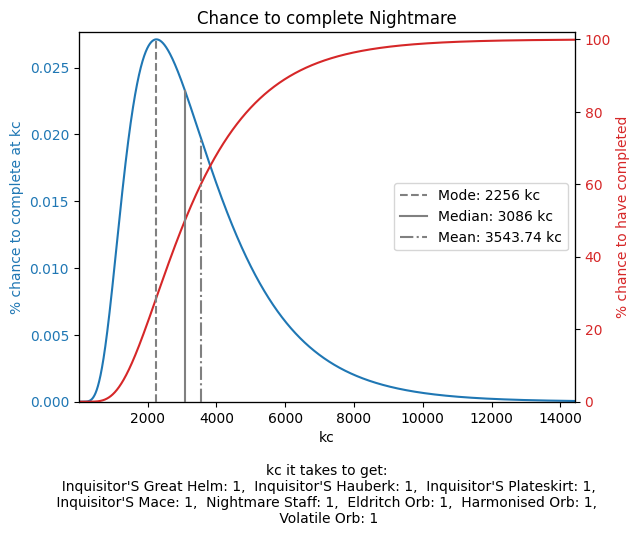 Chance to complete Nightmare
% chance to complete at kc
0.025
0.020
0.015
0.010
0.005
0.000
100
80
60
40
20
0
% chance to have completed
Mode: 2256 kc
Median: 3086 kc
Mean: 3543.74 kc
2000 4000 6000 8000 10000 12000 14000
kc
kc it takes to get:
Inquisitor'S Great Helm: 1, Inquisitor'S Hauberk: 1, Inquisitor'S Plateskirt: 1,
Inquisitor'S Mace: 1, Nightmare Staff: 1, Eldritch Orb: 1, Harmonised Orb: 1,
Volatile Orb: 1